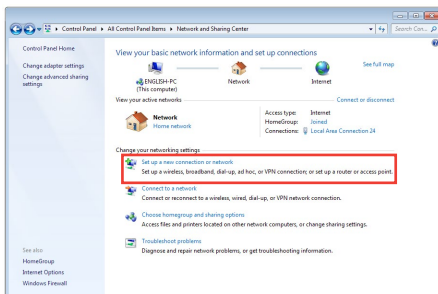 Control Panel ▸ All Control Panel Items ▸ Network and Sharing Center
Search Con...
Control Panel Home
Change adapter settings
Change advanced sharing
settings
See also
HomeGroup
Internet Options
Windows Firewall
View your basic network information and set up connections
See full map
ENGLISH-PC
(This computer)
Network
Internet
View your active networks
Connect or disconnect
Network
Home network
Access type: Internet
HomeGroup: Joined
Connections: Local Area Connection 24
Change your networking settings
Set up a new connection or network
Set up a wireless, broadband, dial-up, ad hoc, or VPN connection; or set up a router or access point.
Connect to a network
Connect or reconnect to a wireless, wired, dial-up, or VPN network connection.
Choose homegroup and sharing options
Access files and printers located on other network computers, or change sharing settings.
Troubleshoot problems
Diagnose and repair network problems, or get troubleshooting information.